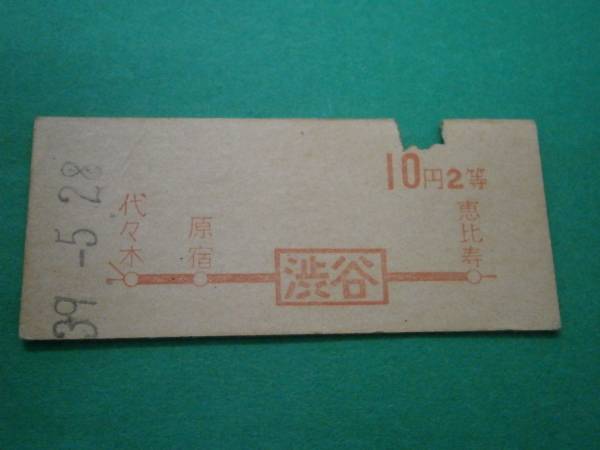 39 -5 28
10円2等
代々木
原宿
渋谷
恵比寿